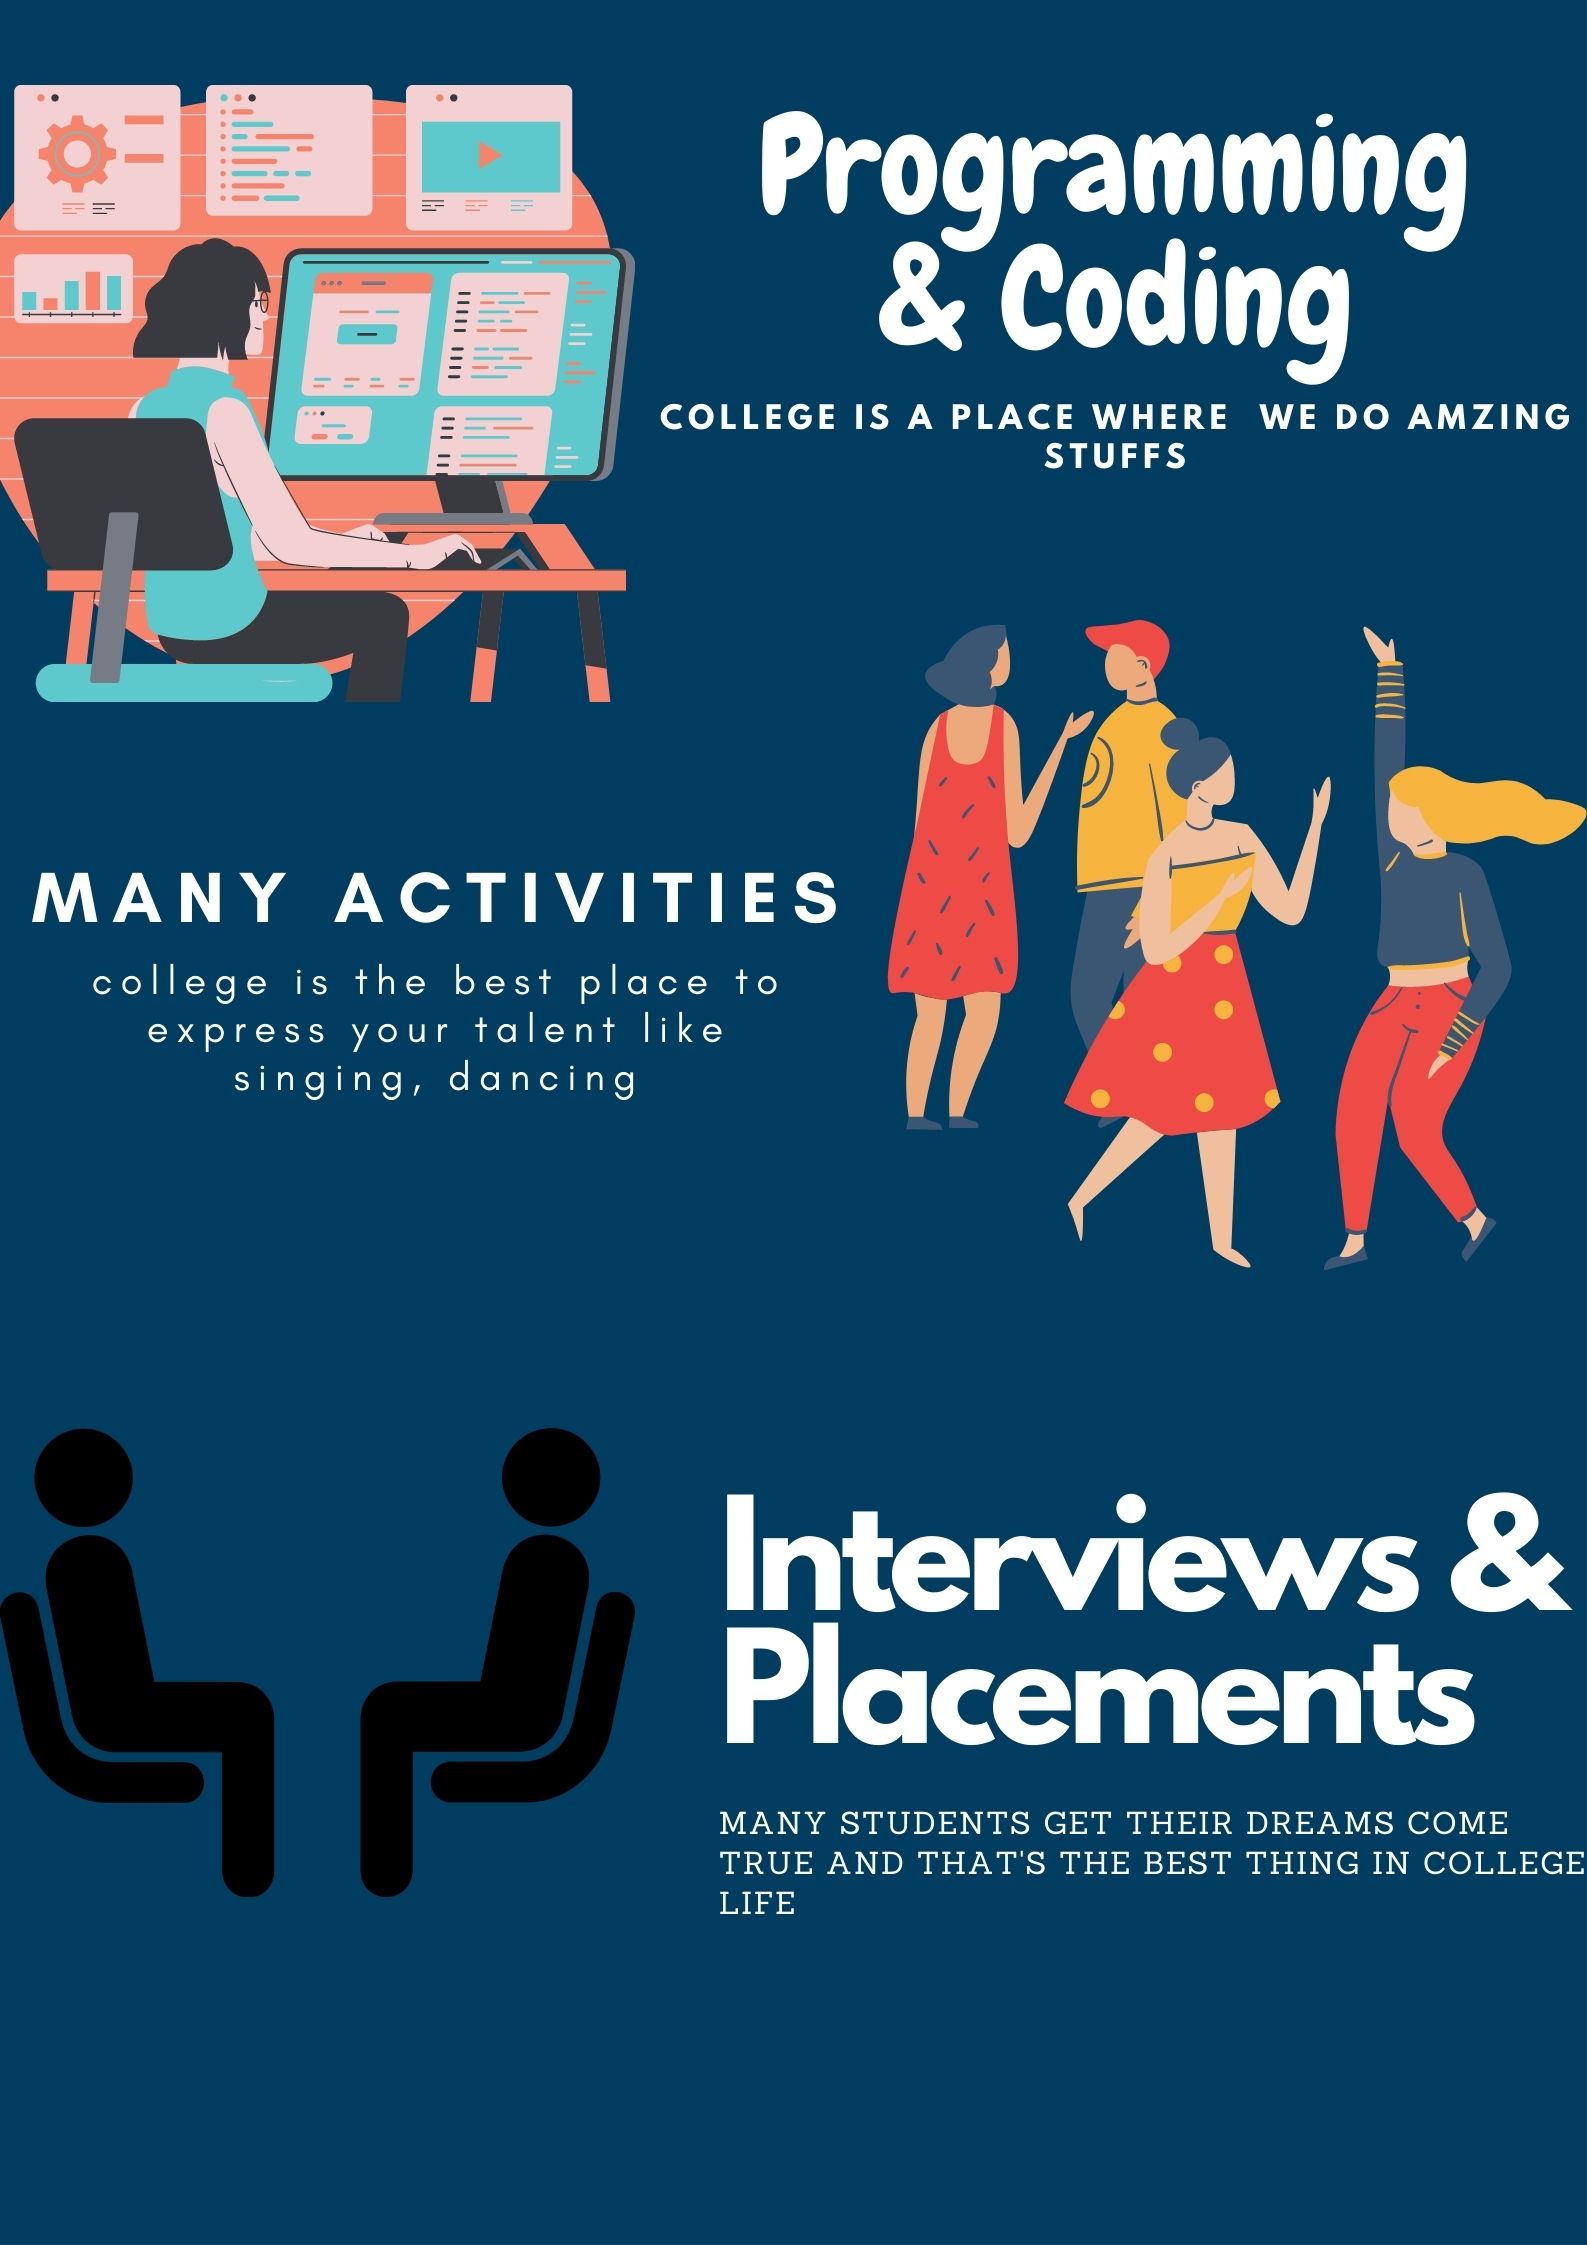 Programming
& Coding
COLLEGE IS A PLACE WHERE WE DO AMZING
STUFFS
MANY ACTIVITIES
college is the best place to
express your talent like
singing, dancing
Interviews &
Placements
MANY STUDENTS GET THEIR DREAMS COME
TRUE AND THAT'S THE BEST THING IN COLLEGE
LIFE